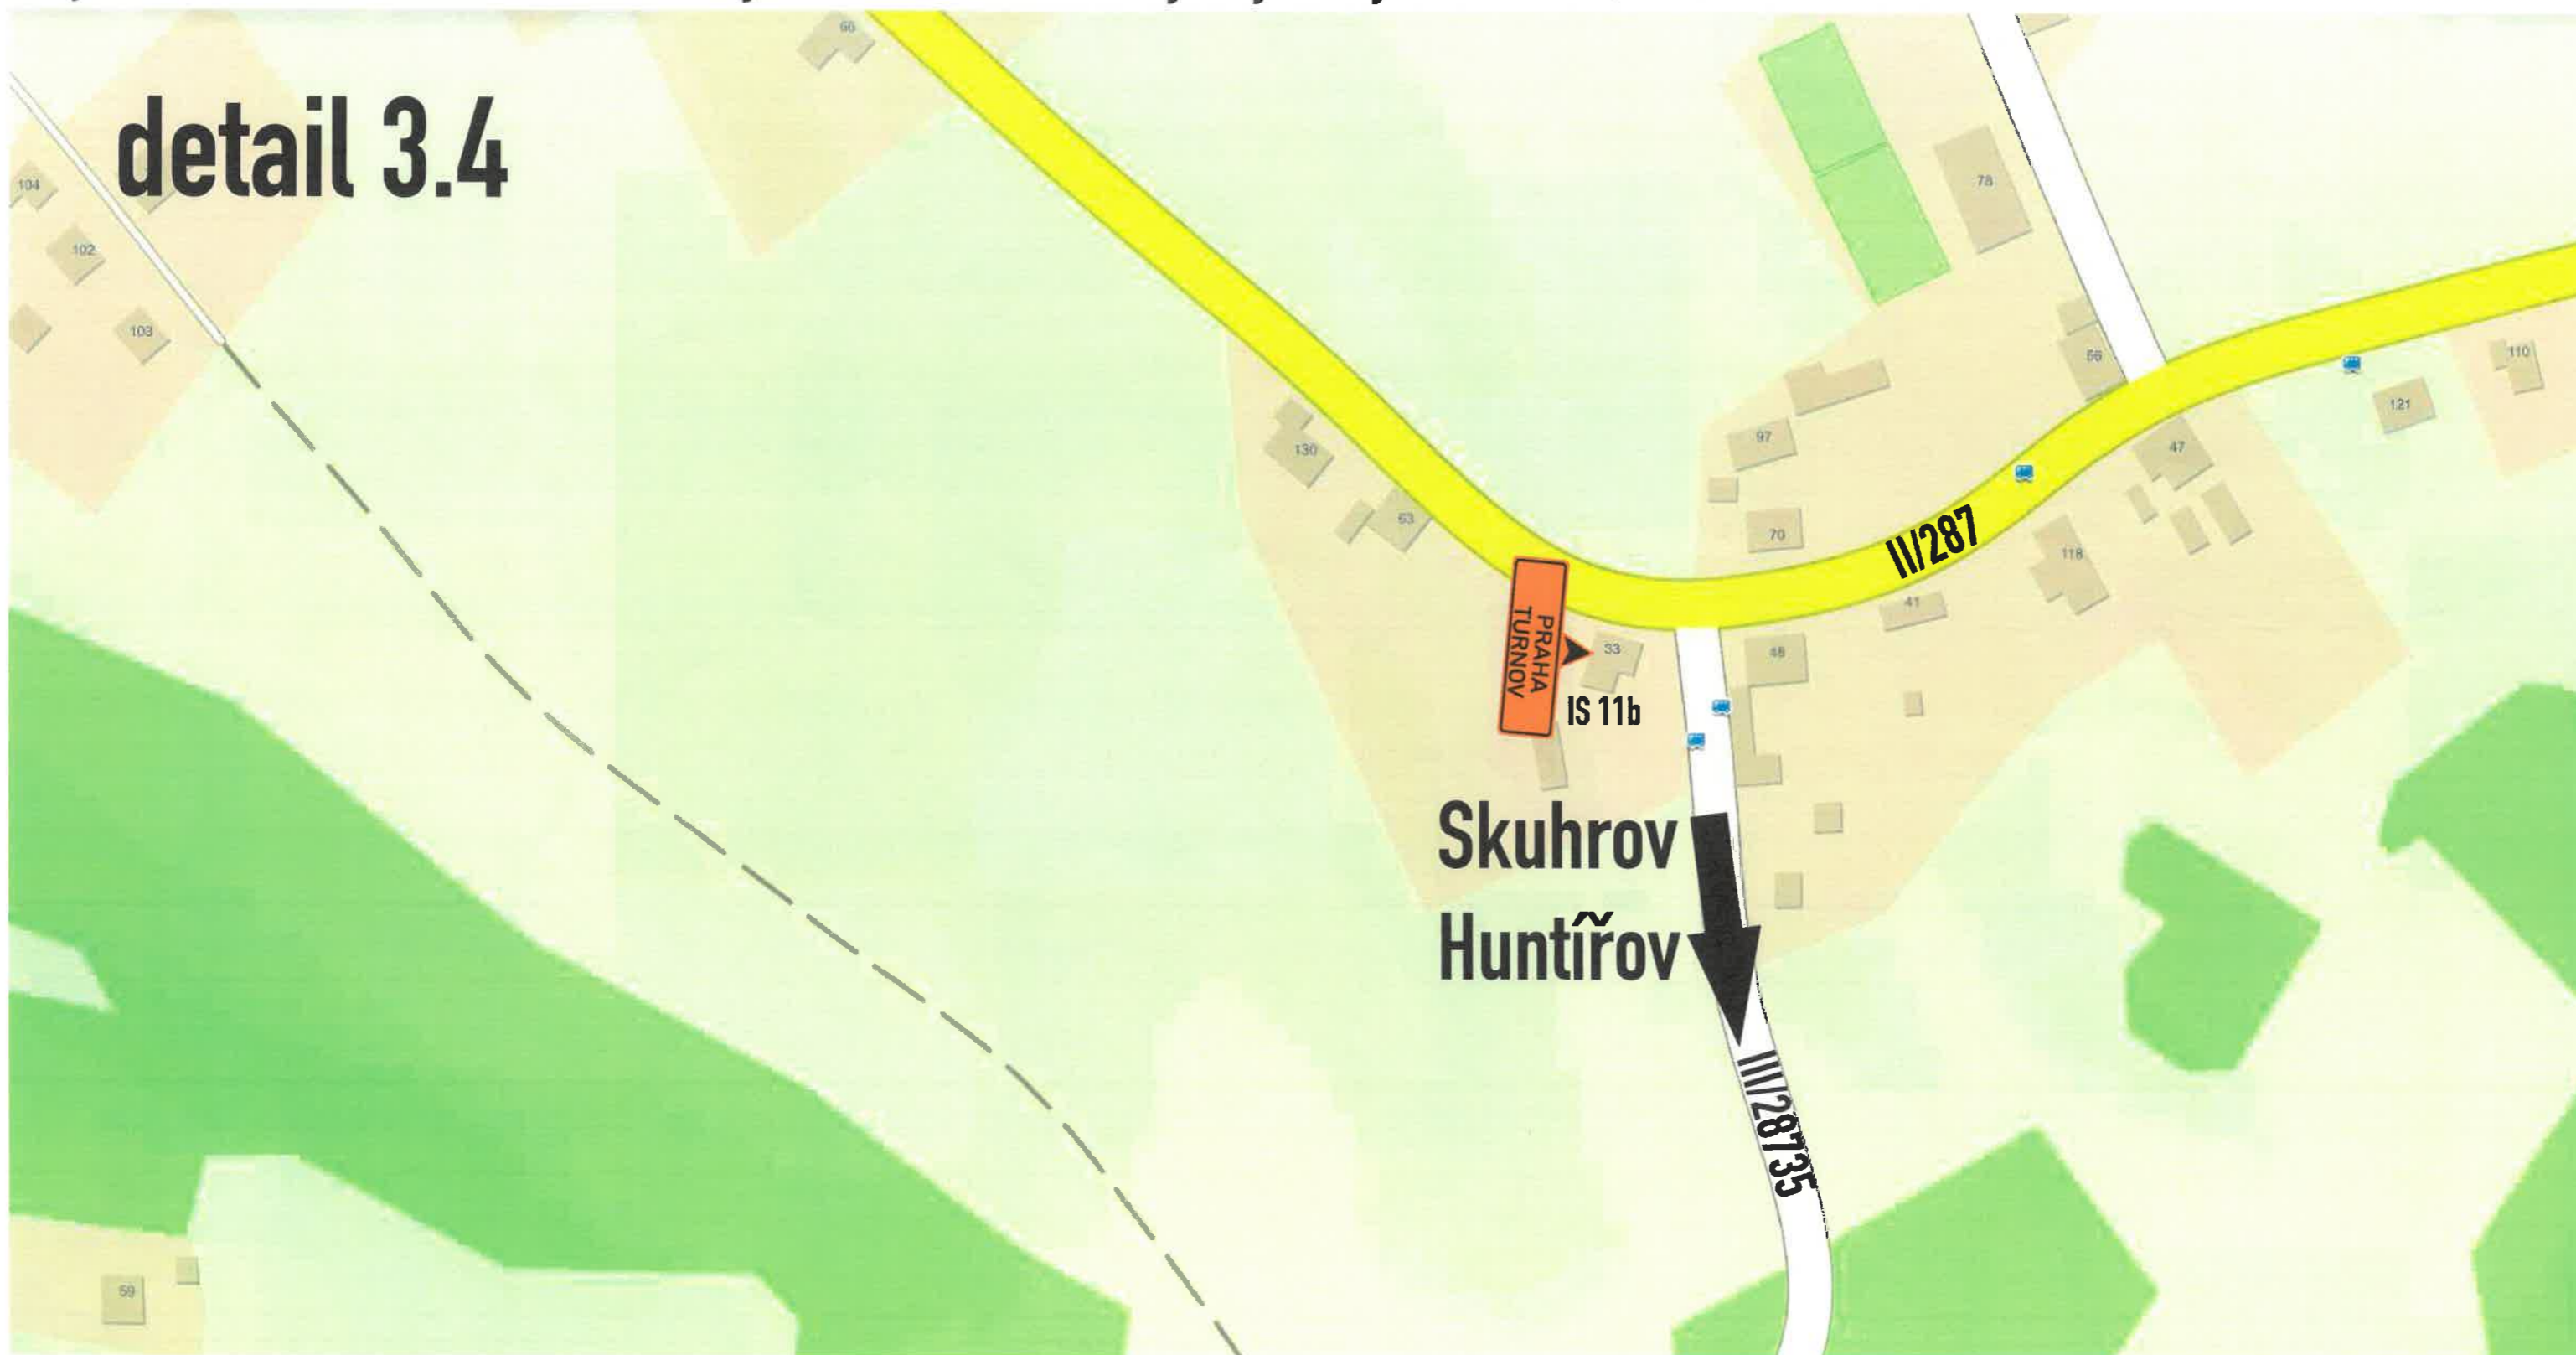 detail 3.4
66
104
102
103
78
56
110
121
130
97
47
63
70
II/287
118
41
PRAHA
TURNOV
33
48
IS 11b
Skuhrov
Huntířov
III/28735
59